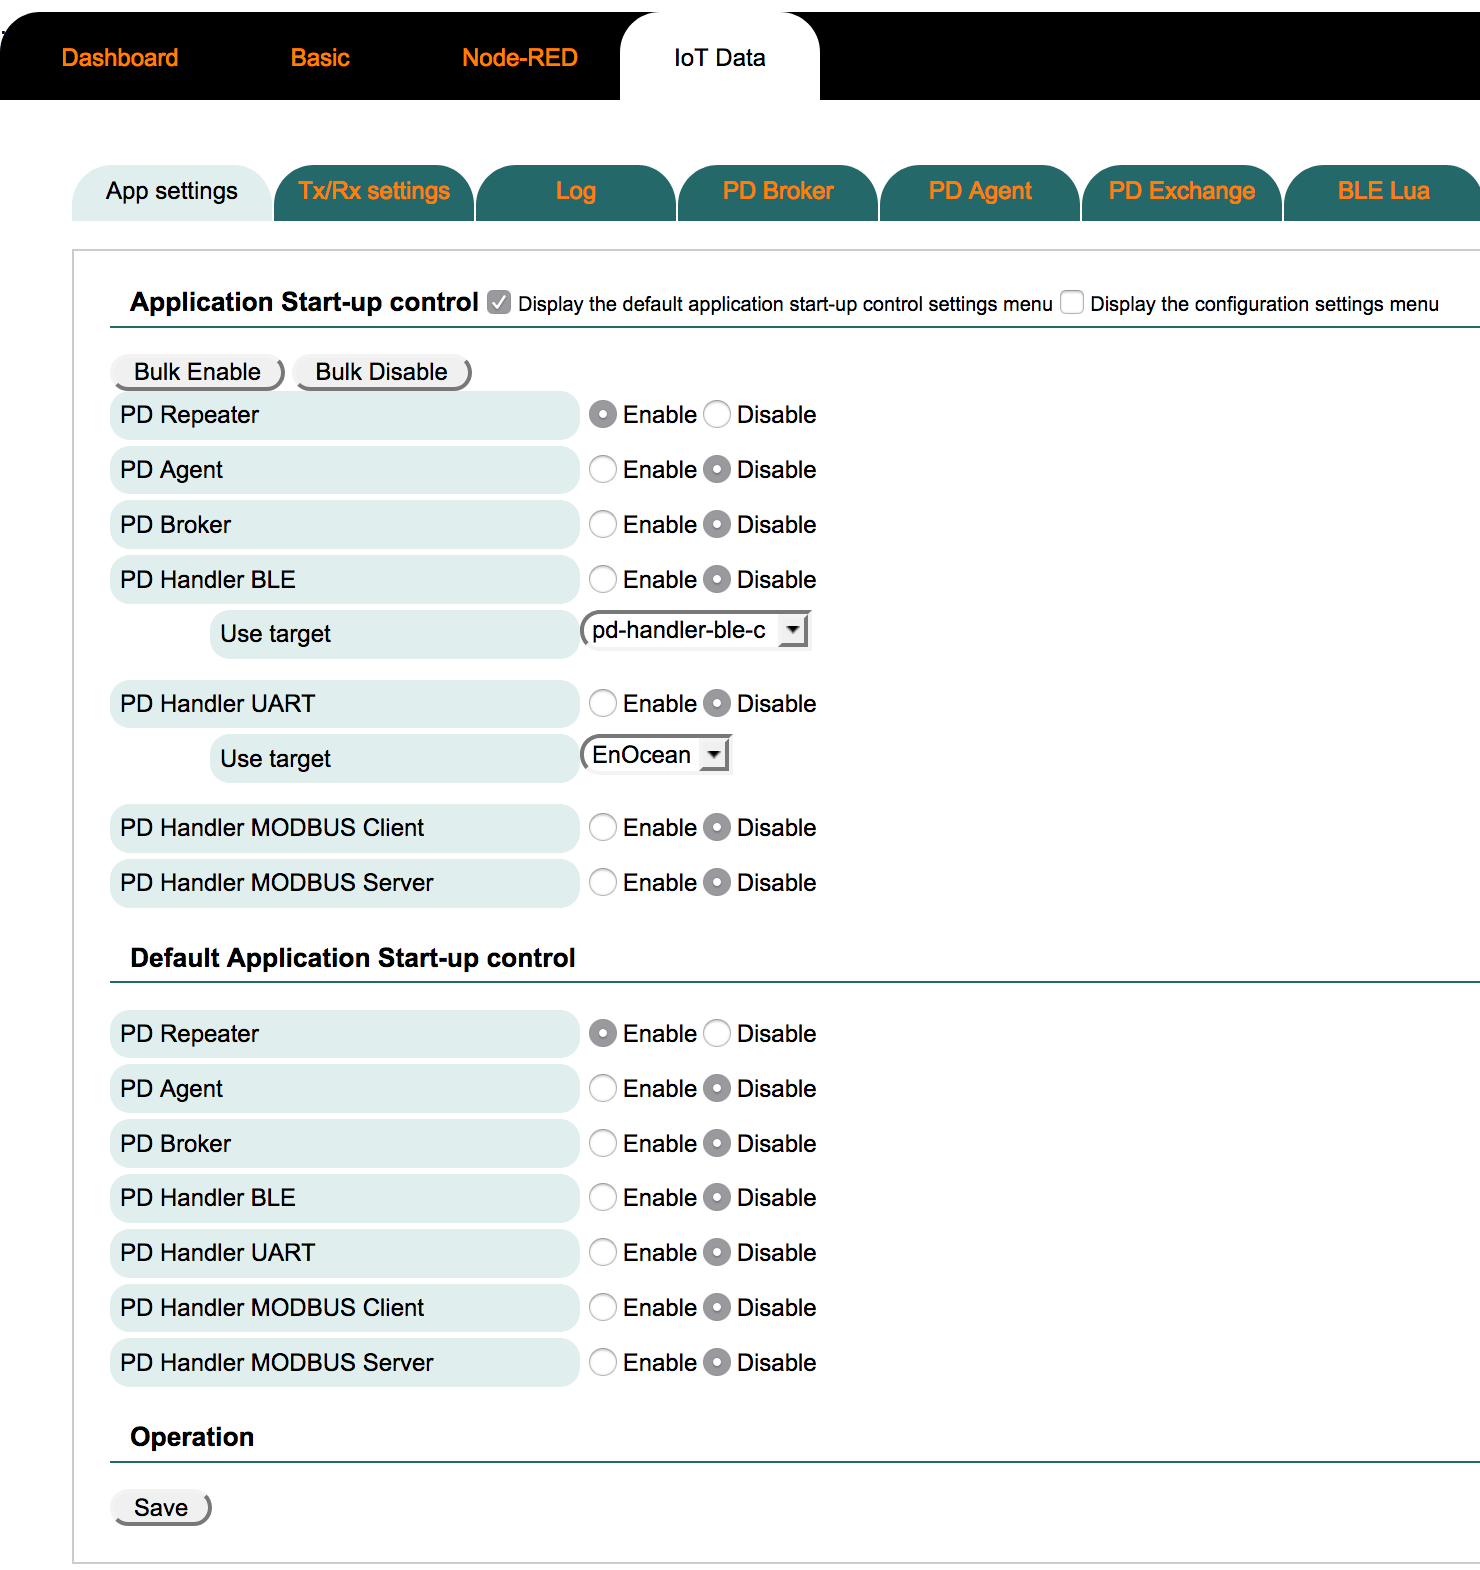 Dashboard Basic Node-RED IoT Data
App settings Tx/Rx settings Log PD Broker PD Agent PD Exchange BLE Lua
Application Start-up control Display the default application start-up control settings menu Display the configuration settings menu
Bulk Enable Bulk Disable
PD Repeater Enable Disable
PD Agent Enable Disable
PD Broker Enable Disable
PD Handler BLE Enable Disable
Use target pd-handler-ble-c
PD Handler UART Enable Disable
Use target EnOcean
PD Handler MODBUS Client Enable Disable
PD Handler MODBUS Server Enable Disable
Default Application Start-up control
PD Repeater Enable Disable
PD Agent Enable Disable
PD Broker Enable Disable
PD Handler BLE Enable Disable
PD Handler UART Enable Disable
PD Handler MODBUS Client Enable Disable
PD Handler MODBUS Server Enable Disable
Operation
Save